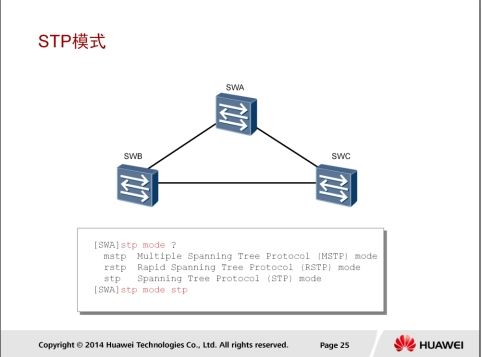 STP模式
SWA
SWB
SWC
[SWA]stp mode ?
mstp Multiple Spanning Tree Protocol (MSTP) mode
rstp Rapid Spanning Tree Protocol (RSTP) mode
stp Spanning Tree Protocol (STP) mode
[SWA]stp mode stp
Copyright © 2014 Huawei Technologies Co., Ltd. All rights reserved.
Page 25
HUAWEI